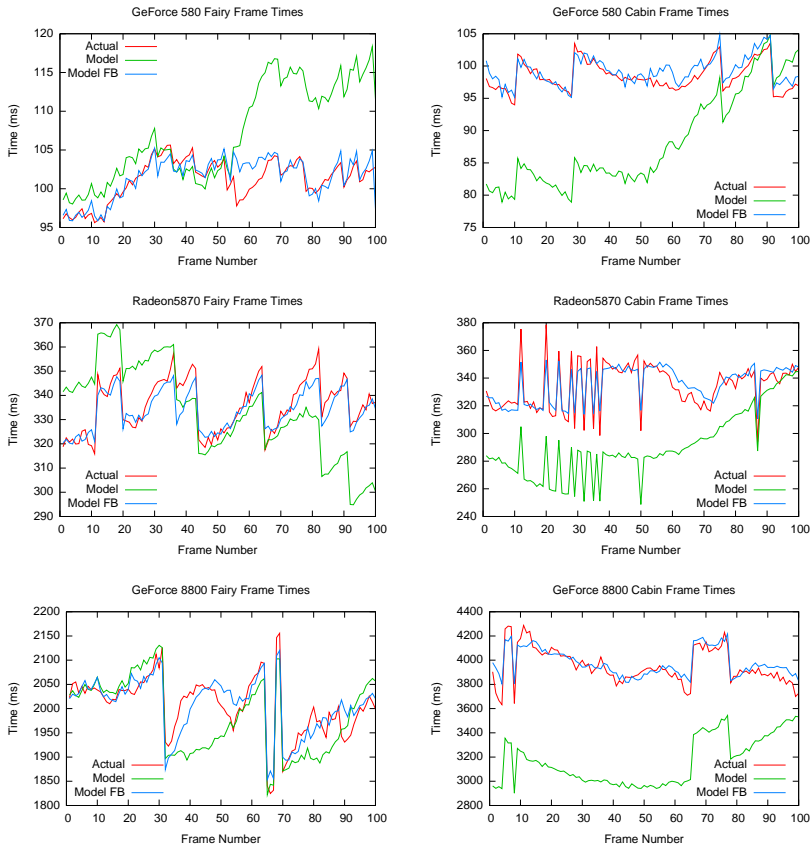 GeForce 580 Fairy Frame Times
120
115
110
105
100
95
0 10 20 30 40 50 60 70 80 90 100
Time (ms)
Frame Number
Actual
Model
Model FB
GeForce 580 Cabin Frame Times
105
100
95
90
85
80
75
0 10 20 30 40 50 60 70 80 90 100
Time (ms)
Frame Number
Actual
Model
Model FB
Radeon5870 Fairy Frame Times
370
360
350
340
330
320
310
300
290
0 10 20 30 40 50 60 70 80 90 100
Time (ms)
Frame Number
Actual
Model
Model FB
Radeon5870 Cabin Frame Times
380
360
340
320
300
280
260
240
0 10 20 30 40 50 60 70 80 90 100
Time (ms)
Frame Number
Actual
Model
Model FB
GeForce 8800 Fairy Frame Times
2200
2150
2100
2050
2000
1950
1900
1850
1800
0 10 20 30 40 50 60 70 80 90 100
Time (ms)
Frame Number
Actual
Model
Model FB
GeForce 8800 Cabin Frame Times
4400
4200
4000
3800
3600
3400
3200
3000
2800
0 10 20 30 40 50 60 70 80 90 100
Time (ms)
Frame Number
Actual
Model
Model FB